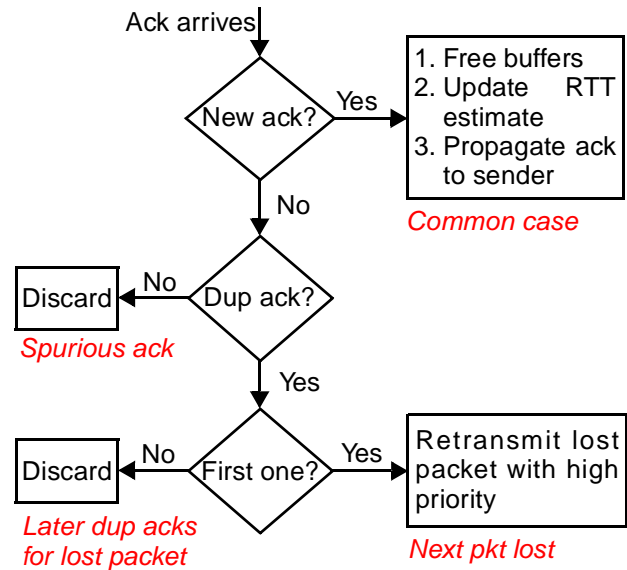 Ack arrives
New ack?
Yes
1. Free buffers
2. Update RTT
estimate
3. Propagate ack
to sender
Common case
No
Dup ack?
No
Discard
Spurious ack
Yes
First one?
No
Discard
Later dup acks
for lost packet
Yes
Retransmit lost
packet with high
priority
Next pkt lost